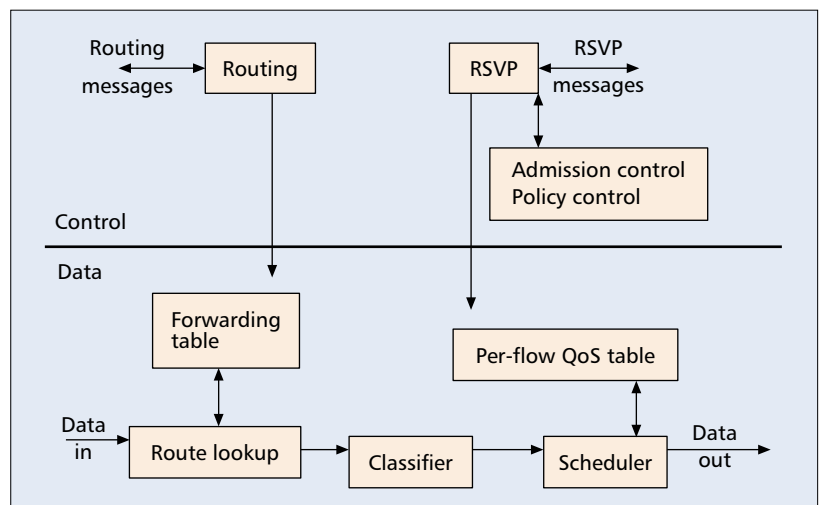 Routing
messages
Routing
RSVP
RSVP
messages
Admission control
Policy control
Control
Data
Forwarding
table
Per-flow QoS table
Data
in
Route lookup
Classifier
Scheduler
Data
out